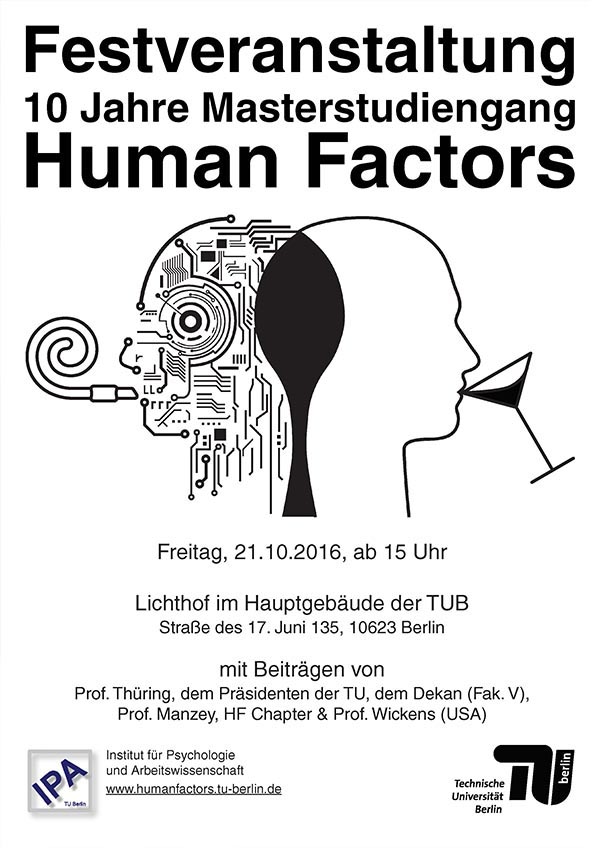 Festveranstaltung
10 Jahre Masterstudiengang
Human Factors
r
LL
rrrr
Freitag, 21.10.2016, ab 15 Uhr
Lichthof im Hauptgebäude der TUB
Straße des 17. Juni 135, 10623 Berlin
mit Beiträgen von
Prof. Thüring, dem Präsidenten der TU, dem Dekan (Fak. V),
Prof. Manzey, HF Chapter & Prof. Wickens (USA)
IPA
TU Berlin
Institut für Psychologie
und Arbeitswissenschaft
www.humanfactors.tu-berlin.de
Technische
Universität
Berlin
TU
berlin